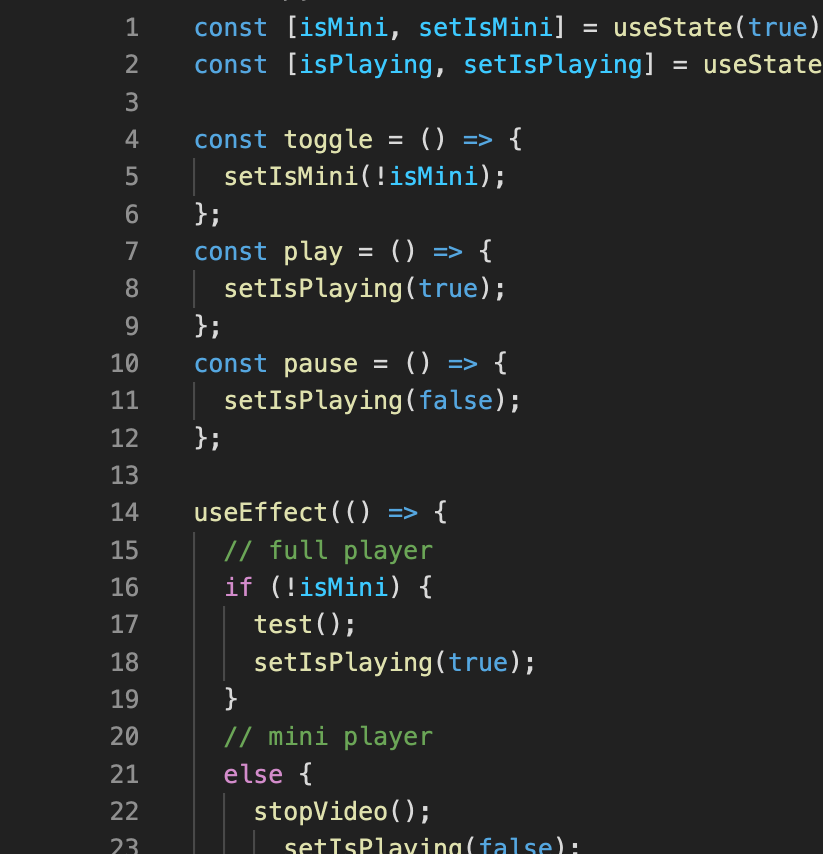 1 const [isMini, setIsMini] = useState(true)
2 const [isPlaying, setIsPlaying] = useState
3
4 const toggle = () => {
5 setIsMini(!isMini);
6 };
7 const play = () => {
8 setIsPlaying(true);
9 };
10 const pause = () => {
11 setIsPlaying(false);
12 };
13
14 useEffect(() => {
15 // full player
16 if (!isMini) {
17 test();
18 setIsPlaying(true);
19 }
20 // mini player
21 else {
22 stopVideo();
23 setIsPlaying(false);